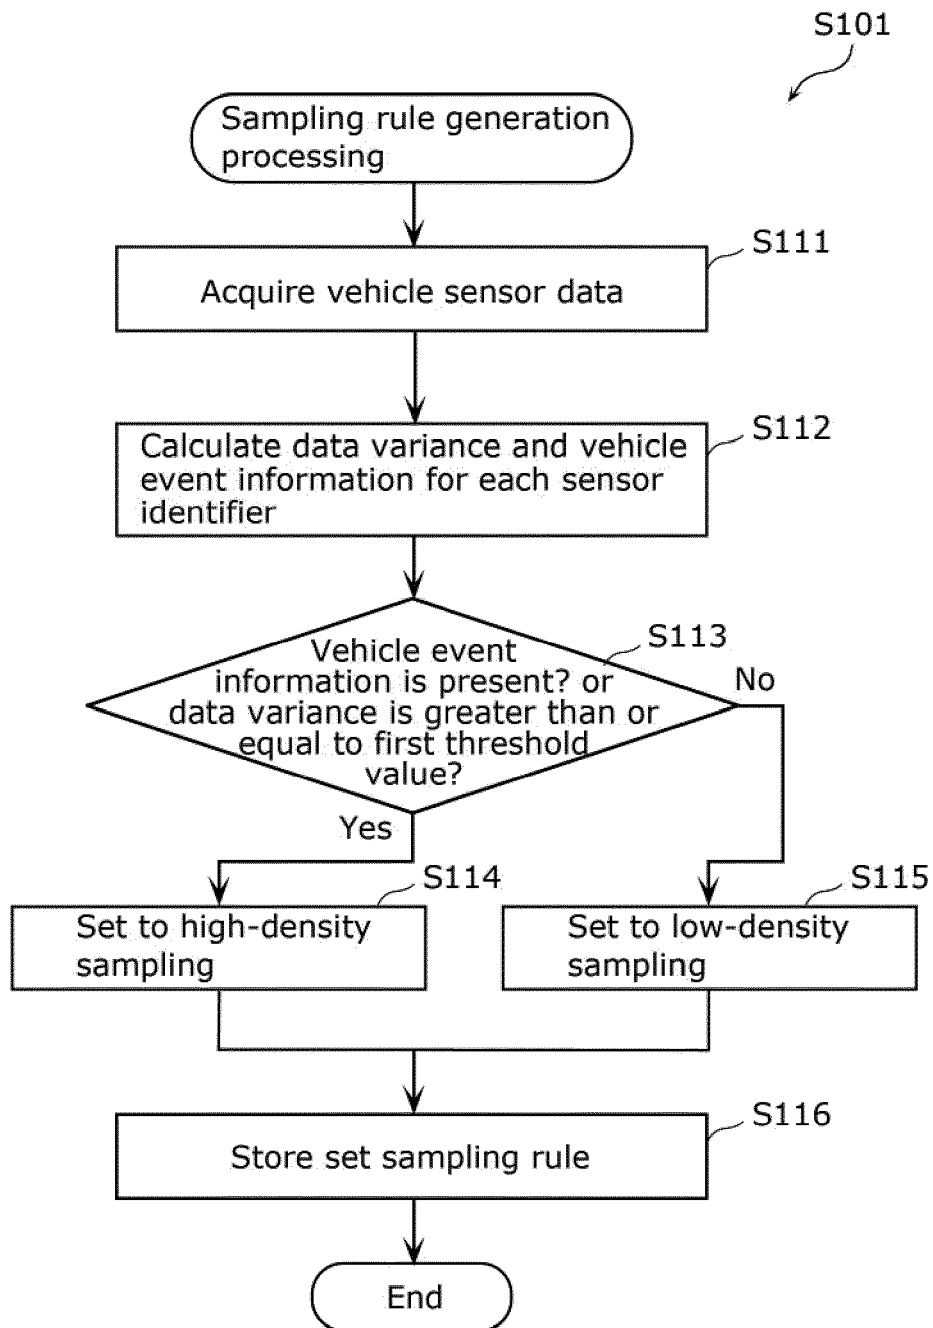 S101
Sampling rule generation
processing
S111
Acquire vehicle sensor data
S112
Calculate data variance and vehicle
event information for each sensor
identifier
S113
Vehicle event
information is present? or
data variance is greater than or
equal to first threshold
value?
No
Yes
S114
Set to high-density
sampling
S115
Set to low-density
sampling
S116
Store set sampling rule
End